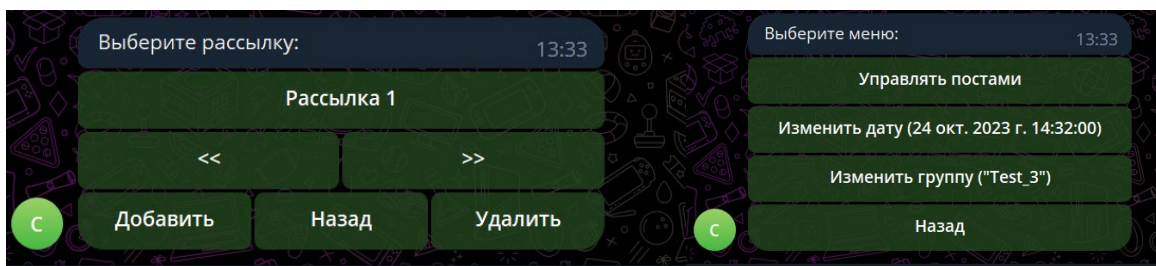 Выберите рассылку:
13:33
Рассылка 1
<< >>
С Добавить Назад Удалить
Выберите меню:
13:33
Управлять постами
Изменить дату (24 окт. 2023 г. 14:32:00)
Изменить группу ("Test_3")
С Назад